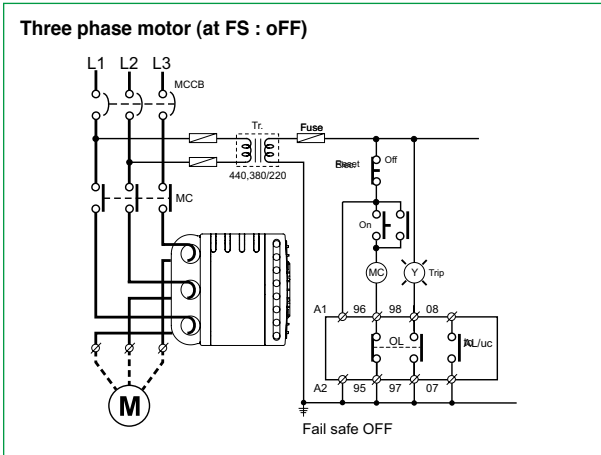 Three phase motor (at FS : oFF)
L1 L2 L3
MCCB
Tr.
Fuse
440,380/220
Off
MC
On
MC
Y
Trip
A1 96 98 08
OL
A2 95 97 07
M
Fail safe OFF